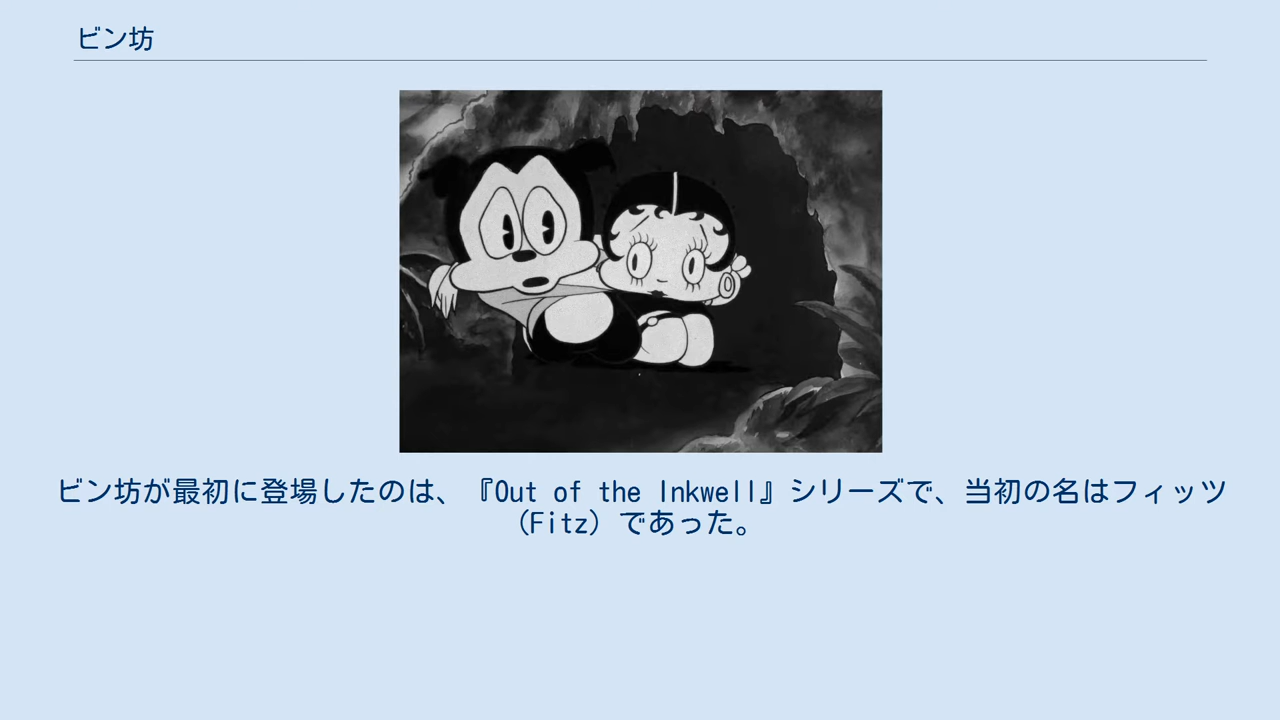 ビン坊
ビン坊が最初に登場したのは、『Out of the Inkwell』シリーズで、当初の名はフィッツ
（Fitz）であった。